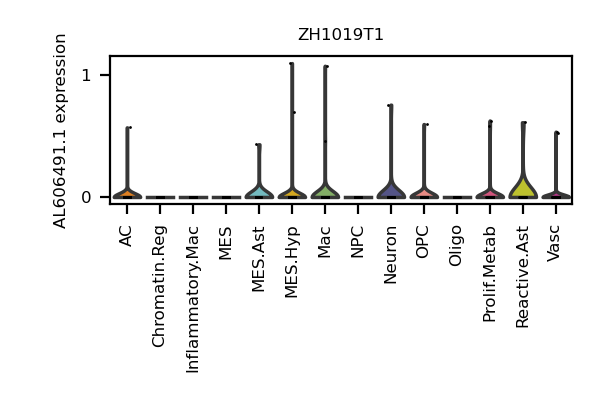 ZH1019T1
AL606491.1 expression
1
0
AC
Chromatin.Reg
Inflammatory.Mac
MES
MES.Ast
MES.Hyp
Mac
NPC
Neuron
OPC
Oligo
Prolif.Metab
Reactive.Ast
Vasc